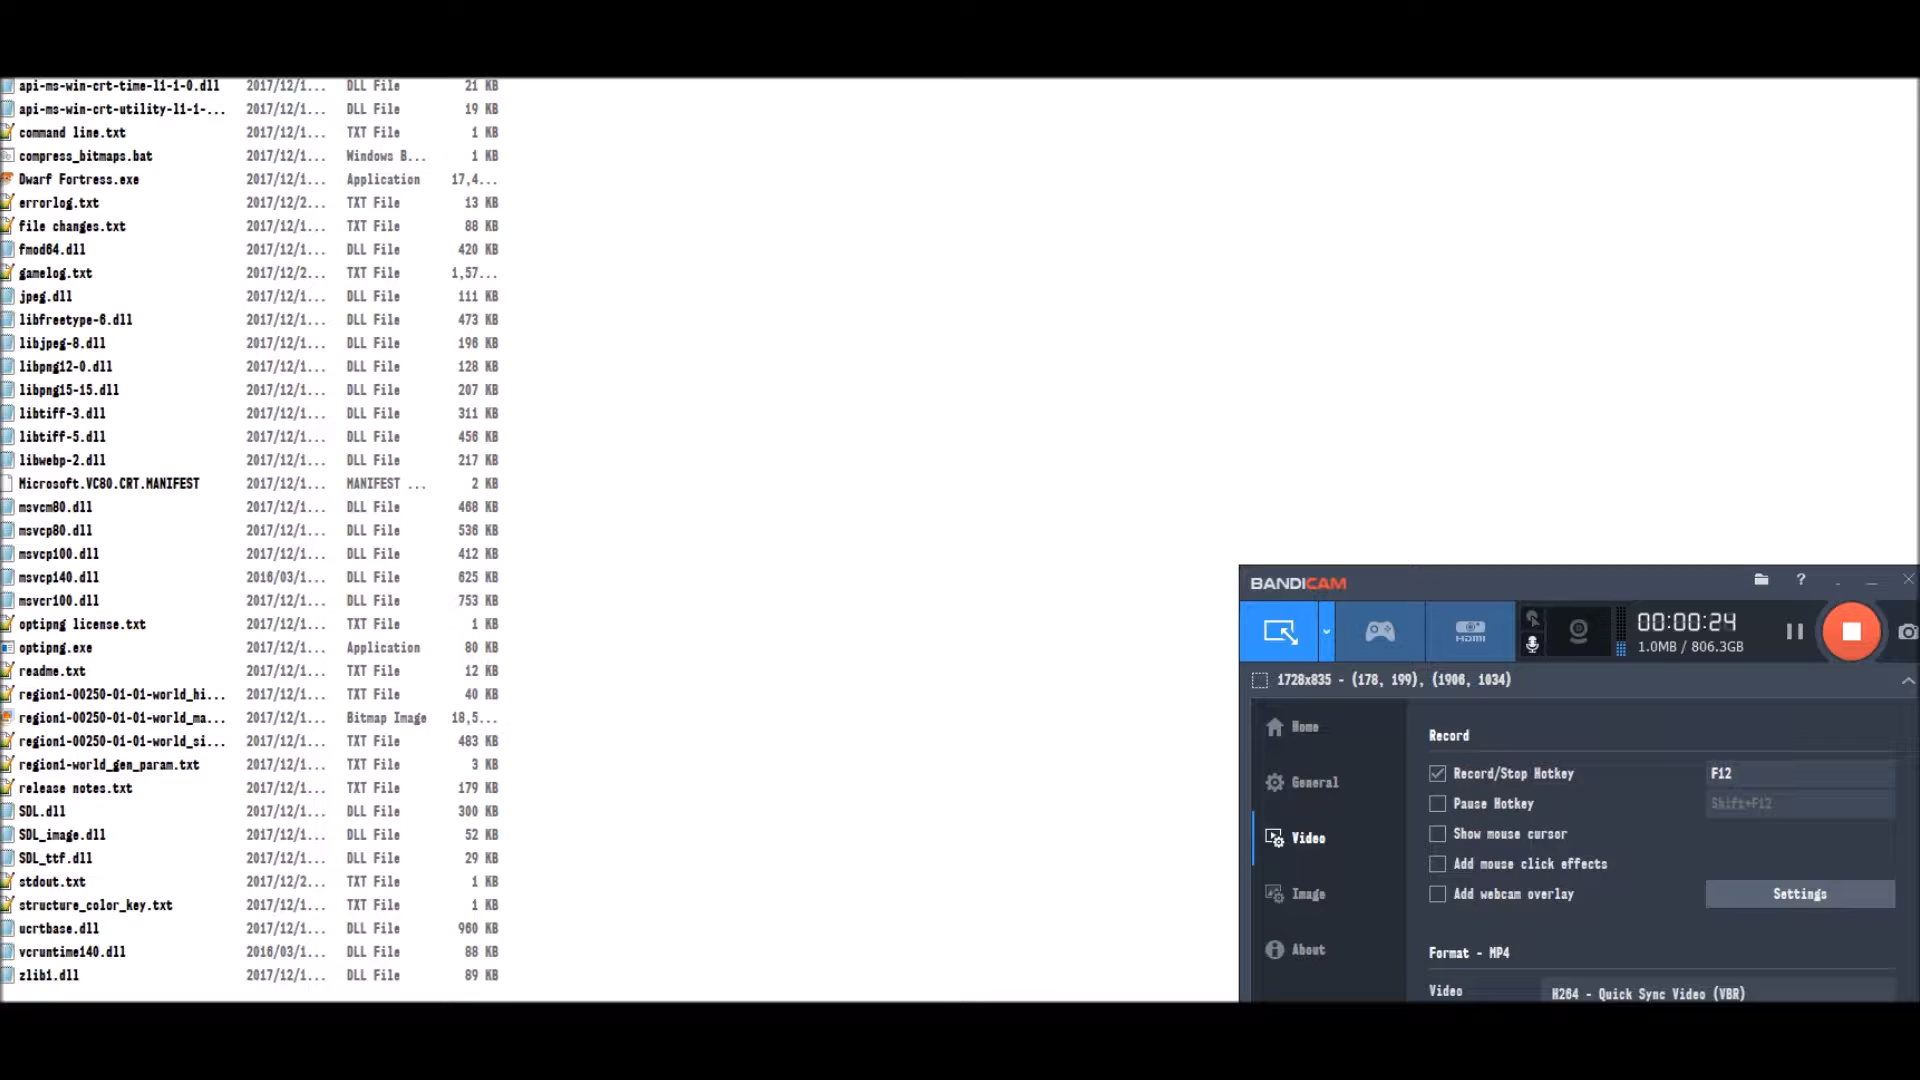 api-ms-win-crt-time-l1-1-0.dll 2017/12/1... DLL File 21 KB
api-ms-win-crt-utility-l1-1-... 2017/12/1... DLL File 19 KB
command line.txt 2017/12/1... TXT File 1 KB
compress_bitmaps.bat 2017/12/1... Windows B... 1 KB
Dwarf Fortress.exe 2017/12/1... Application 17,4...
errorlog.txt 2017/12/2... TXT File 13 KB
file changes.txt 2017/12/1... TXT File 88 KB
fmod64.dll 2017/12/1... DLL File 420 KB
gamelog.txt 2017/12/2... TXT File 1,57...
jpeg.dll 2017/12/1... DLL File 111 KB
libfreetype-6.dll 2017/12/1... DLL File 473 KB
libjpeg-8.dll 2017/12/1... DLL File 196 KB
libpng12-0.dll 2017/12/1... DLL File 128 KB
libpng15-15.dll 2017/12/1... DLL File 207 KB
libtiff-3.dll 2017/12/1... DLL File 311 KB
libtiff-5.dll 2017/12/1... DLL File 456 KB
libwebp-2.dll 2017/12/1... DLL File 217 KB
Microsoft.VC80.CRT.MANIFEST 2017/12/1... MANIFEST ... 2 KB
msvcm80.dll 2017/12/1... DLL File 468 KB
msvcp80.dll 2017/12/1... DLL File 536 KB
msvcp100.dll 2017/12/1... DLL File 412 KB
msvcp140.dll 2016/03/1... DLL File 625 KB
msvcr100.dll 2017/12/1... DLL File 753 KB
optipng license.txt 2017/12/1... TXT File 1 KB
optipng.exe 2017/12/1... Application 80 KB
readme.txt 2017/12/1... TXT File 12 KB
region1-00250-01-01-world_hi... 2017/12/1... TXT File 40 KB
region1-00250-01-01-world_ma... 2017/12/1... Bitmap Image 18,5...
region1-00250-01-01-world_si... 2017/12/1... TXT File 483 KB
region1-world_gen_param.txt 2017/12/1... TXT File 3 KB
release notes.txt 2017/12/1... TXT File 179 KB
SDL.dll 2017/12/1... DLL File 300 KB
SDL_image.dll 2017/12/1... DLL File 52 KB
SDL_ttf.dll 2017/12/1... DLL File 29 KB
stdout.txt 2017/12/2... TXT File 1 KB
structure_color_key.txt 2017/12/1... TXT File 1 KB
ucrtbase.dll 2017/12/1... DLL File 960 KB
vcruntime140.dll 2016/03/1... DLL File 88 KB
zlib1.dll 2017/12/1... DLL File 89 KB
BANDICAM
?
HDMI
00:00:24
1.0MB / 806.3GB
1728x835 - (178, 199), (1906, 1034)
Home
General
Video
Image
About
Record
Record/Stop Hotkey F12
Pause Hotkey Shift+F12
Show mouse cursor
Add mouse click effects
Add webcam overlay Settings
Format - MP4
Video H264 - Quick Sync Video (VBR)